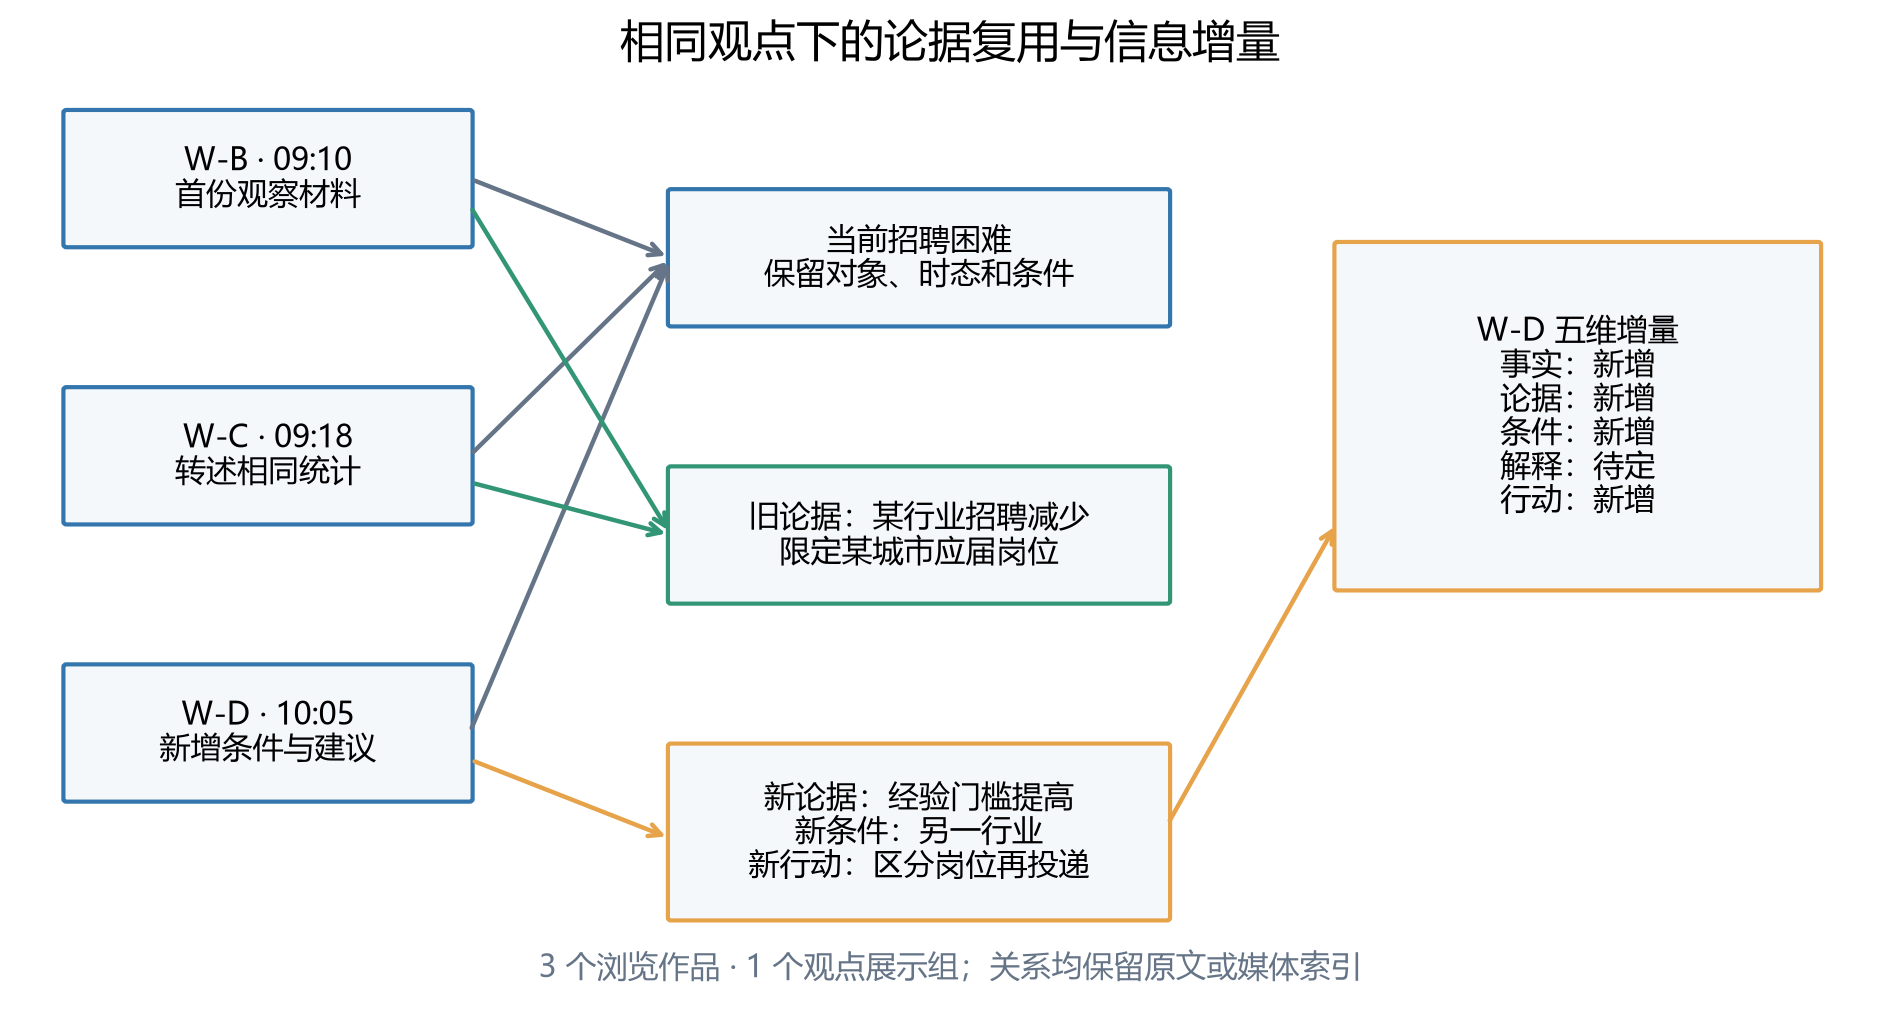 相同观点下的论据复用与信息增量
W-B · 09:10
首份观察材料
W-C · 09:18
转述相同统计
W-D · 10:05
新增条件与建议
当前招聘困难
保留对象、时态和条件
旧论据：某行业招聘减少
限定某城市应届岗位
新论据：经验门槛提高
新条件：另一行业
新行动：区分岗位再投递
W-D 五维增量
事实：新增
论据：新增
条件：新增
解释：待定
行动：新增
3 个浏览作品 · 1 个观点展示组；关系均保留原文或媒体索引